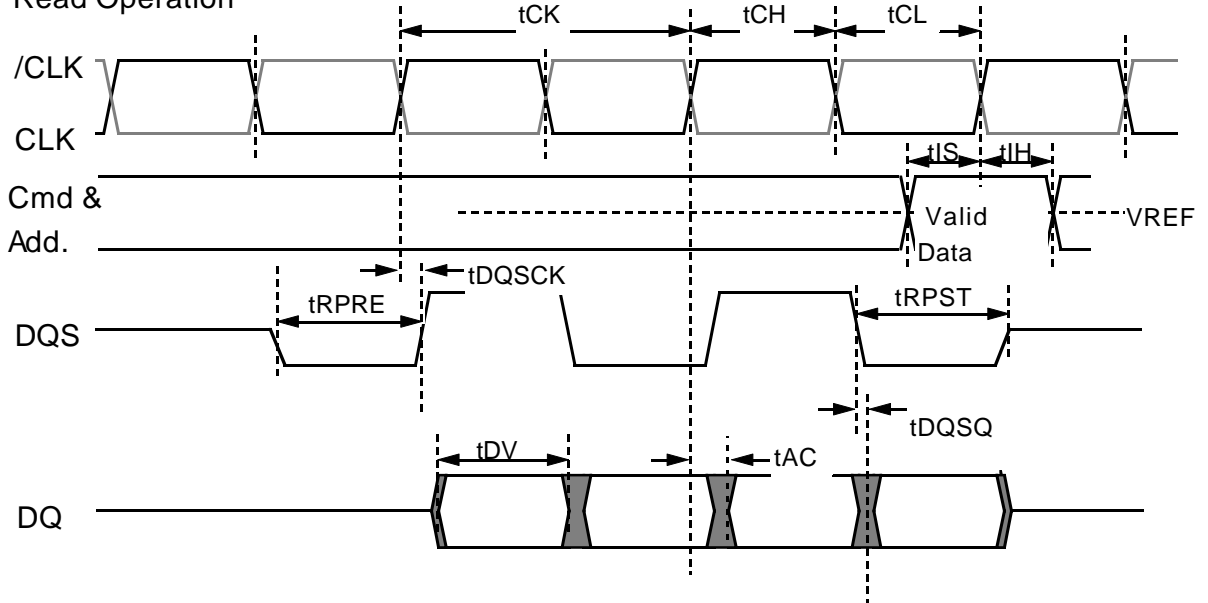 Read Operation
tCK
tCH
tCL
/CLK
CLK
tIS
tIH
Cmd &
Add.
Valid
Data
VREF
tDQSCK
tRPRE
tRPST
DQS
tDQSQ
tDV
tAC
DQ